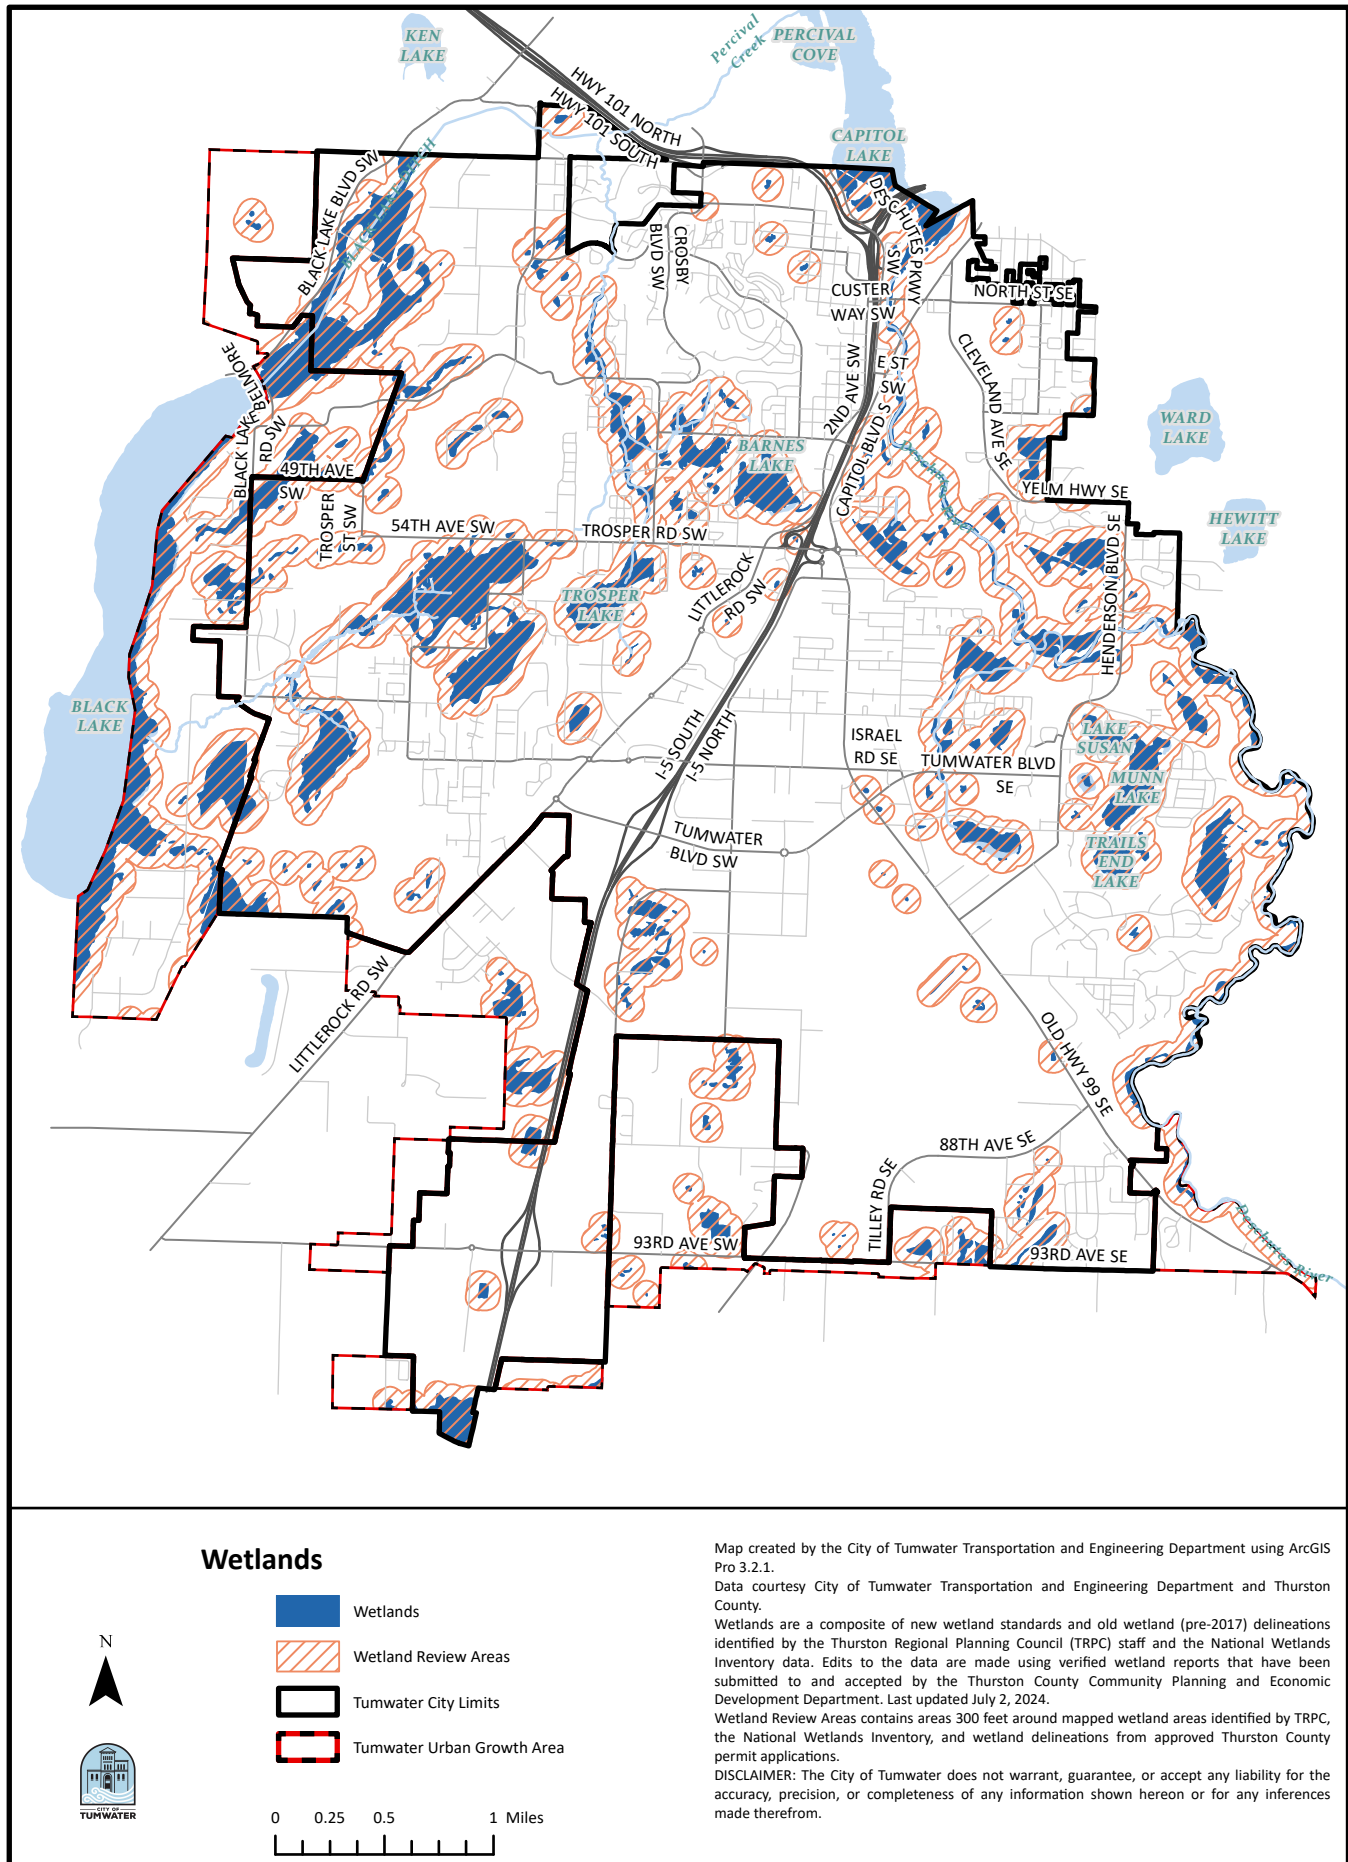 KEN
LAKE
Percival
Creek
PERCIVAL
COVE
HWY 101 NORTH
HWY 101 SOUTH
CAPITOL
LAKE
BLACK LAKE BLVD SW
BLACK LAKE DITCH
DESCHUTES PKWY
SW
CROSBY
BLVD SW
CUSTER
WAY SW
NORTH ST SE
E ST
SW
2ND AVE SW
CLEVELAND AVE SE
BLACK LAKE BELMORE
RD SW
WARD
LAKE
BARNES
LAKE
CAPITOL BLVD S
Deschutes River
49TH AVE
SW
YELM HWY SE
HEWITT
LAKE
TROSPER
ST SW
54TH AVE SW
TROSPER RD SW
HENDERSON BLVD SE
TROSPER
LAKE
LITTLEROCK
RD SW
BLACK
LAKE
I-5 SOUTH
I-5 NORTH
ISRAEL
RD SE
TUMWATER BLVD
SE
LAKE
SUSAN
MUNN
LAKE
TUMWATER
BLVD SW
TRAILS
END
LAKE
LITTLEROCK RD SW
OLD HWY 99 SE
88TH AVE SE
TILLEY RD SE
93RD AVE SW
93RD AVE SE
Deschutes River
Wetlands
Wetlands
Wetland Review Areas
Tumwater City Limits
Tumwater Urban Growth Area
N
CITY OF
TUMWATER
0 0.25 0.5 1 Miles
Map created by the City of Tumwater Transportation and Engineering Department using ArcGIS
Pro 3.2.1.
Data courtesy City of Tumwater Transportation and Engineering Department and Thurston
County.
Wetlands are a composite of new wetland standards and old wetland (pre-2017) delineations
identified by the Thurston Regional Planning Council (TRPC) staff and the National Wetlands
Inventory data. Edits to the data are made using verified wetland reports that have been
submitted to and accepted by the Thurston County Community Planning and Economic
Development Department. Last updated July 2, 2024.
Wetland Review Areas contains areas 300 feet around mapped wetland areas identified by TRPC,
the National Wetlands Inventory, and wetland delineations from approved Thurston County
permit applications.
DISCLAIMER: The City of Tumwater does not warrant, guarantee, or accept any liability for the
accuracy, precision, or completeness of any information shown hereon or for any inferences
made therefrom.